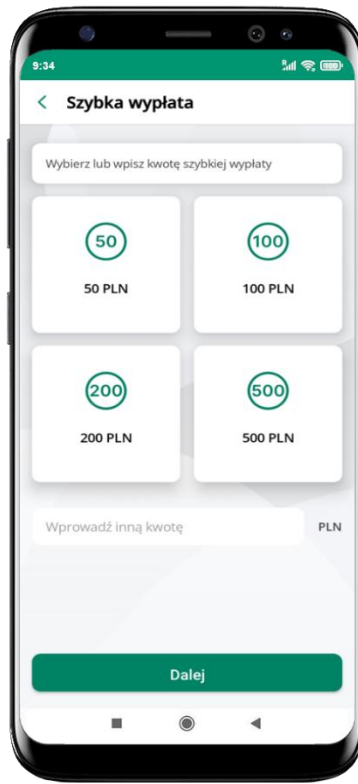 9:34
R
Szybka wypłata
Wybierz lub wpisz kwotę szybkiej wypłaty
50
100
50 PLN
100 PLN
200
500
200 PLN
500 PLN
Wprowadź inną kwotę
PLN
Dalej